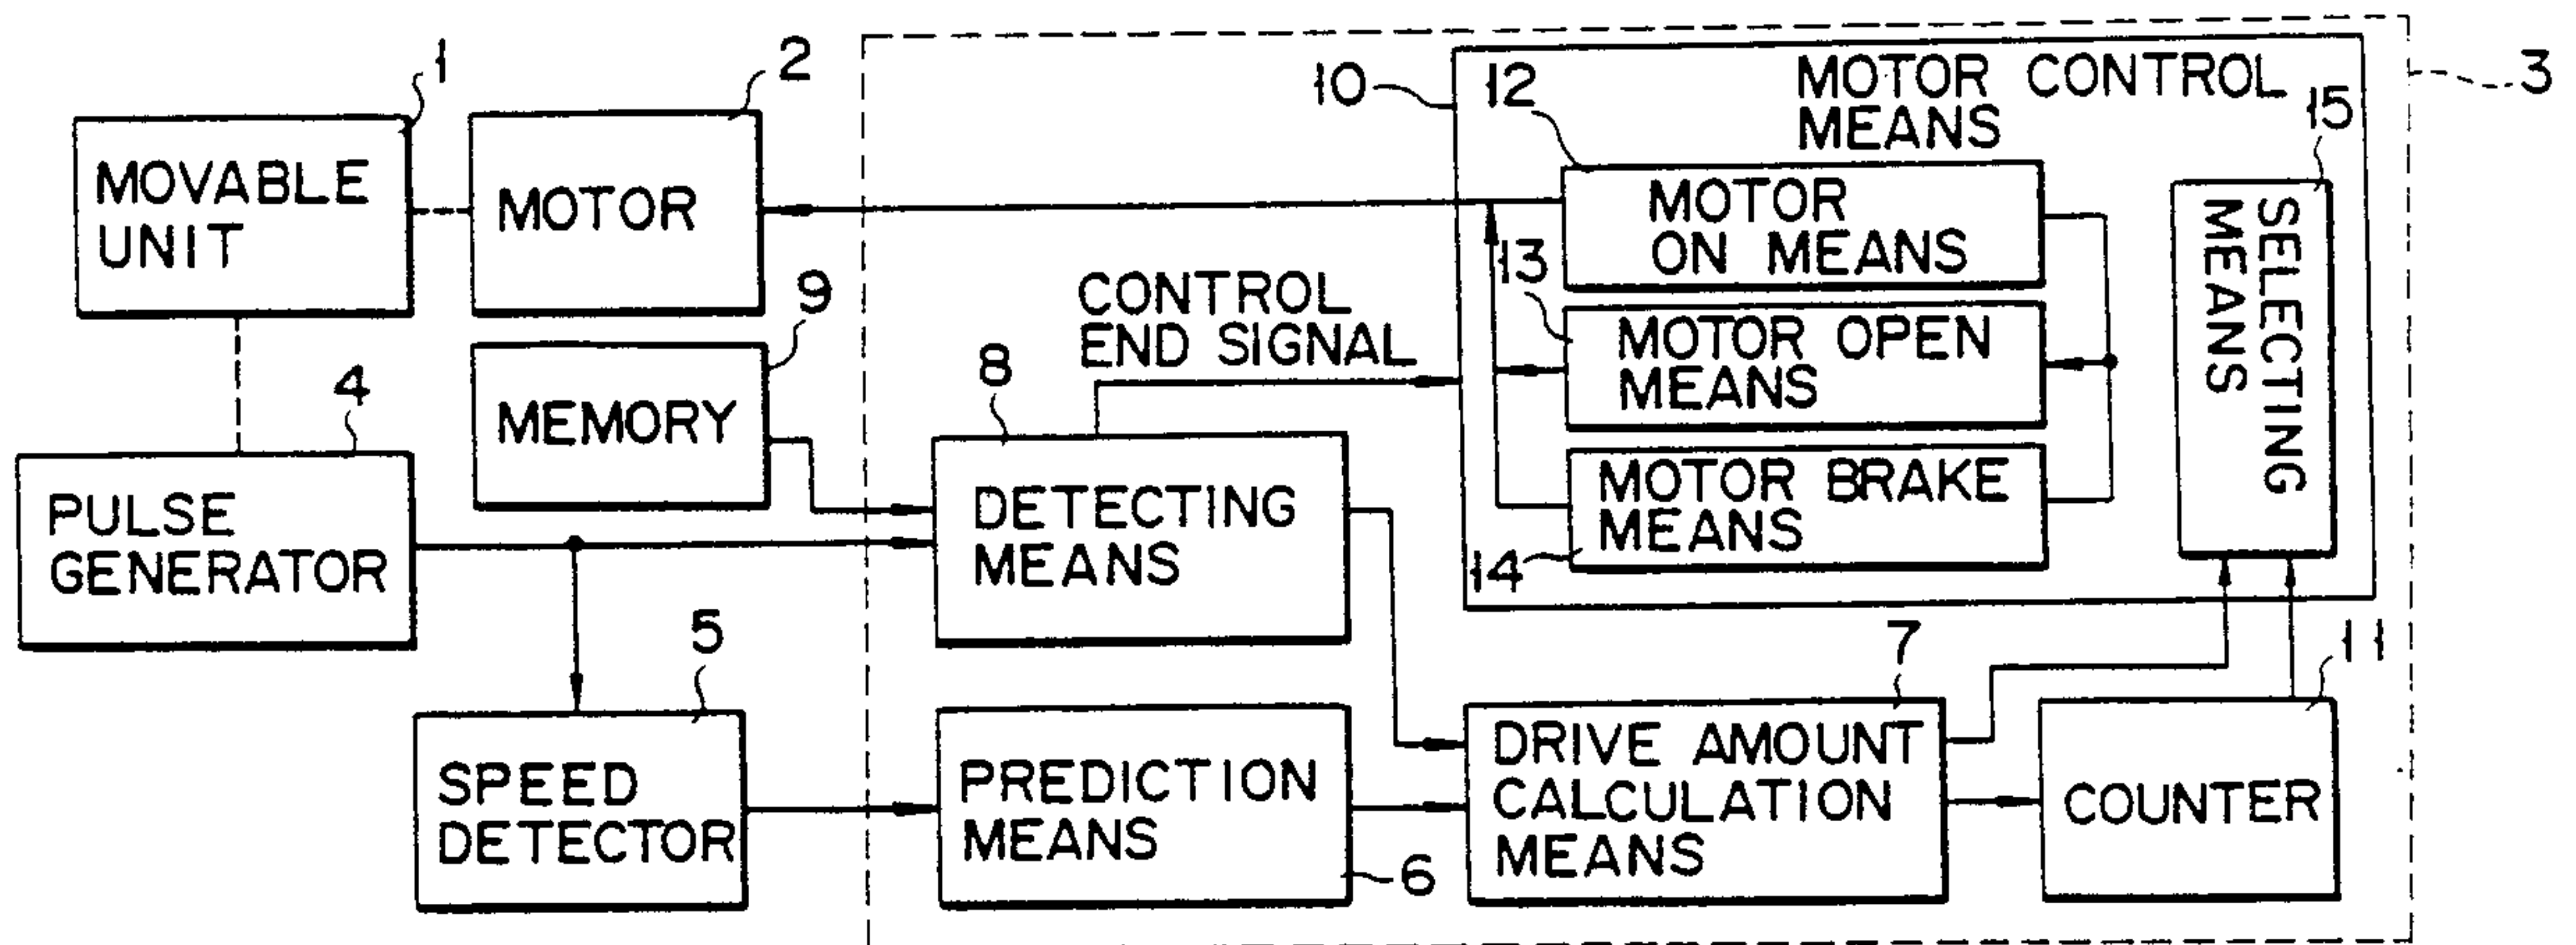 1
2
3
10
12
MOTOR CONTROL
MEANS
15
MOVABLE
UNIT
MOTOR
MOTOR
ON MEANS
SELECTING
MEANS
9
CONTROL
END SIGNAL
13
MOTOR OPEN
MEANS
4
MEMORY
8
MOTOR BRAKE
MEANS
14
PULSE
GENERATOR
DETECTING
MEANS
5
7
11
SPEED
DETECTOR
PREDICTION
MEANS
6
DRIVE AMOUNT
CALCULATION
MEANS
COUNTER